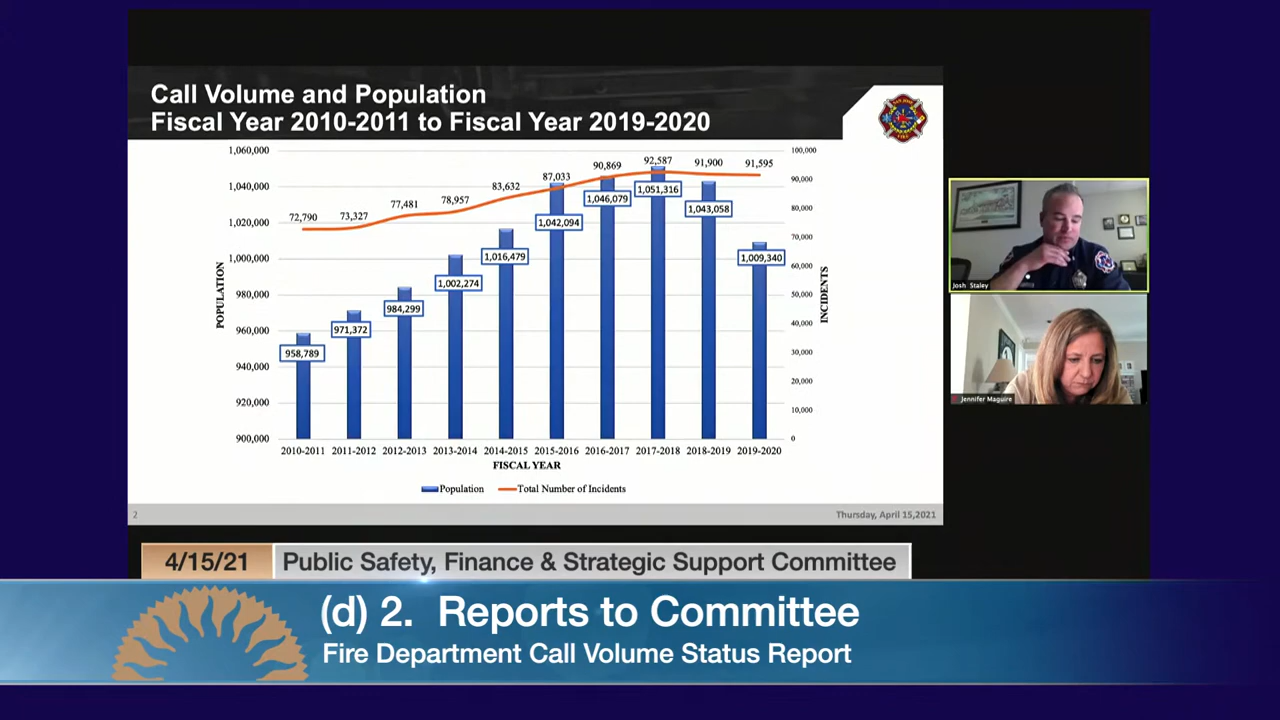 Call Volume and Population
Fiscal Year 2010-2011 to Fiscal Year 2019-2020
SAN JOSE
FIRE
1,060,000
1,040,000
1,020,000
1,000,000
980,000
960,000
940,000
920,000
900,000
POPULATION
72,790
73,327
77,481
78,957
83,632
87,033
90,869
92,587
91,900
91,595
958,789
971,372
984,299
1,002,274
1,016,479
1,042,094
1,046,079
1,051,316
1,043,058
1,009,340
100,000
90,000
80,000
70,000
60,000
50,000
40,000
30,000
20,000
10,000
0
INCIDENTS
2010-2011 2011-2012 2012-2013 2013-2014 2014-2015 2015-2016 2016-2017 2017-2018 2018-2019 2019-2020
FISCAL YEAR
Population Total Number of Incidents
2
Thursday, April 15,2021
Josh Staley
Jennifer Maguire
4/15/21
Public Safety, Finance & Strategic Support Committee
(d) 2. Reports to Committee
Fire Department Call Volume Status Report